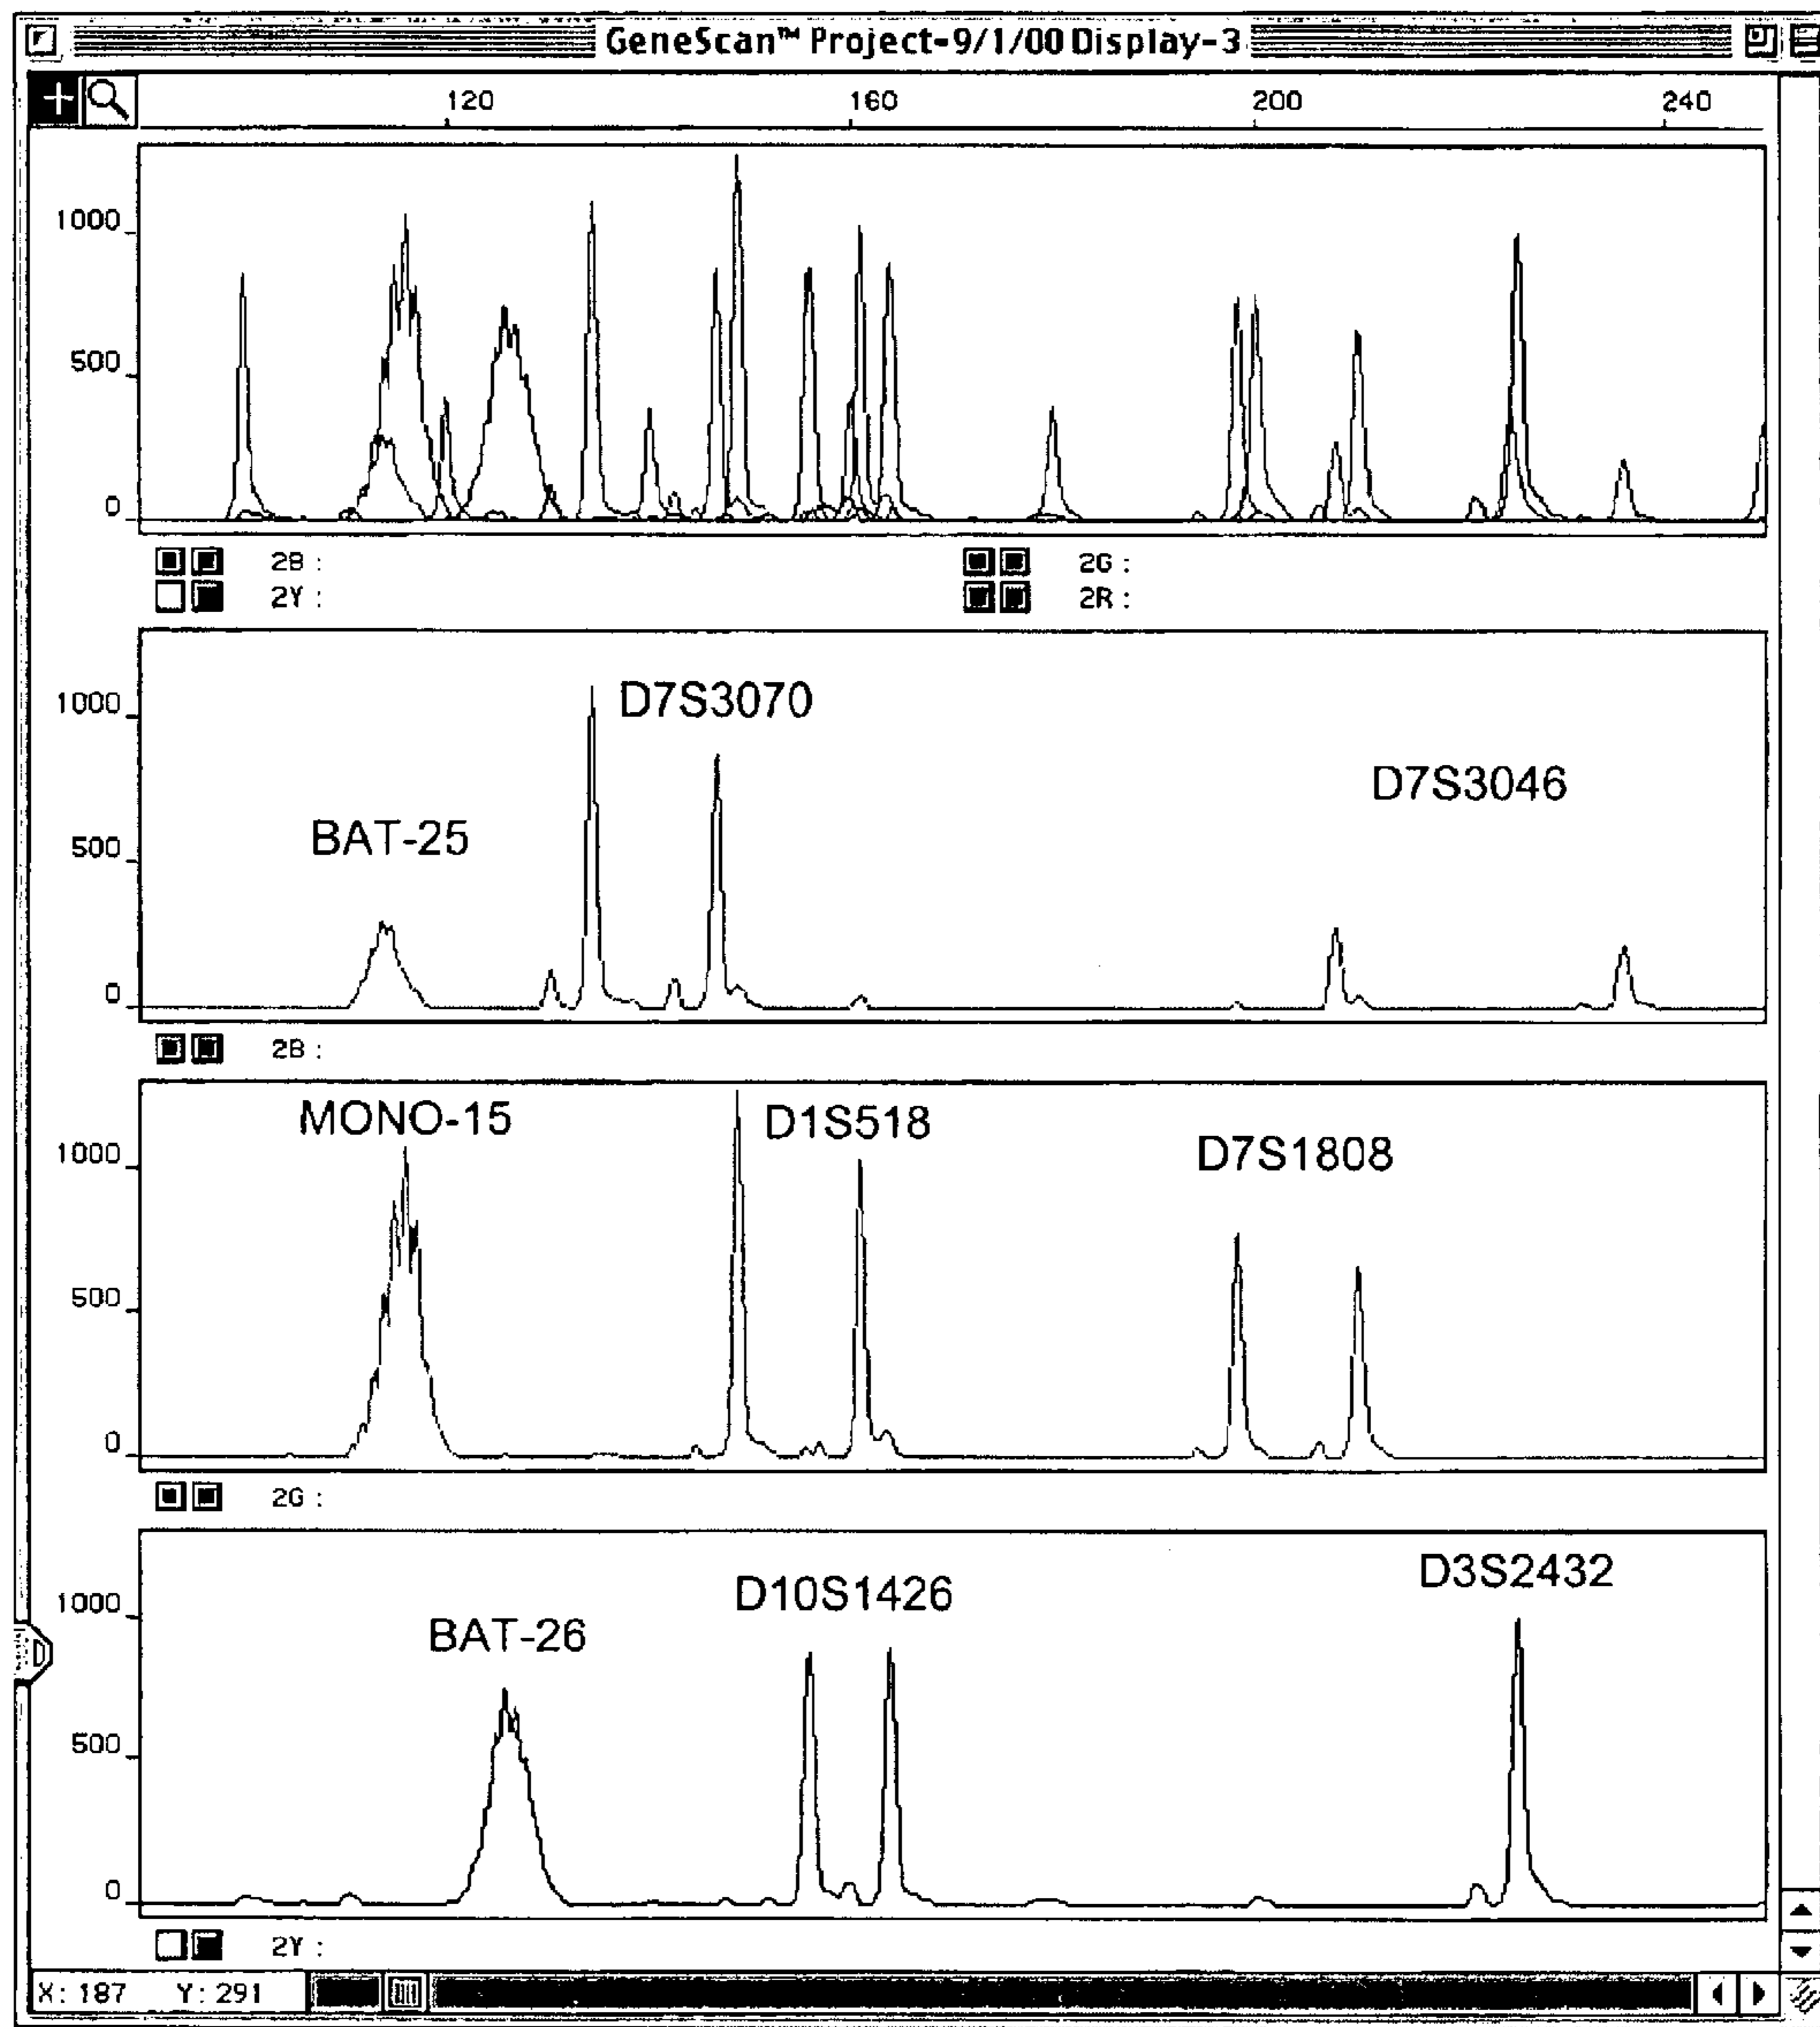 GeneScan™ Project-9/1/00 Display-3
120 160 200 240
1000
500
0
2B : 2G :
2Y : 2R :
D7S3070
1000
D7S3046
BAT-25
500
0
2B :
MONO-15 D1S518
D7S1808
1000
500
0
2G :
D3S2432
D10S1426
1000
BAT-26
500
0
2Y :
X: 187 Y: 291